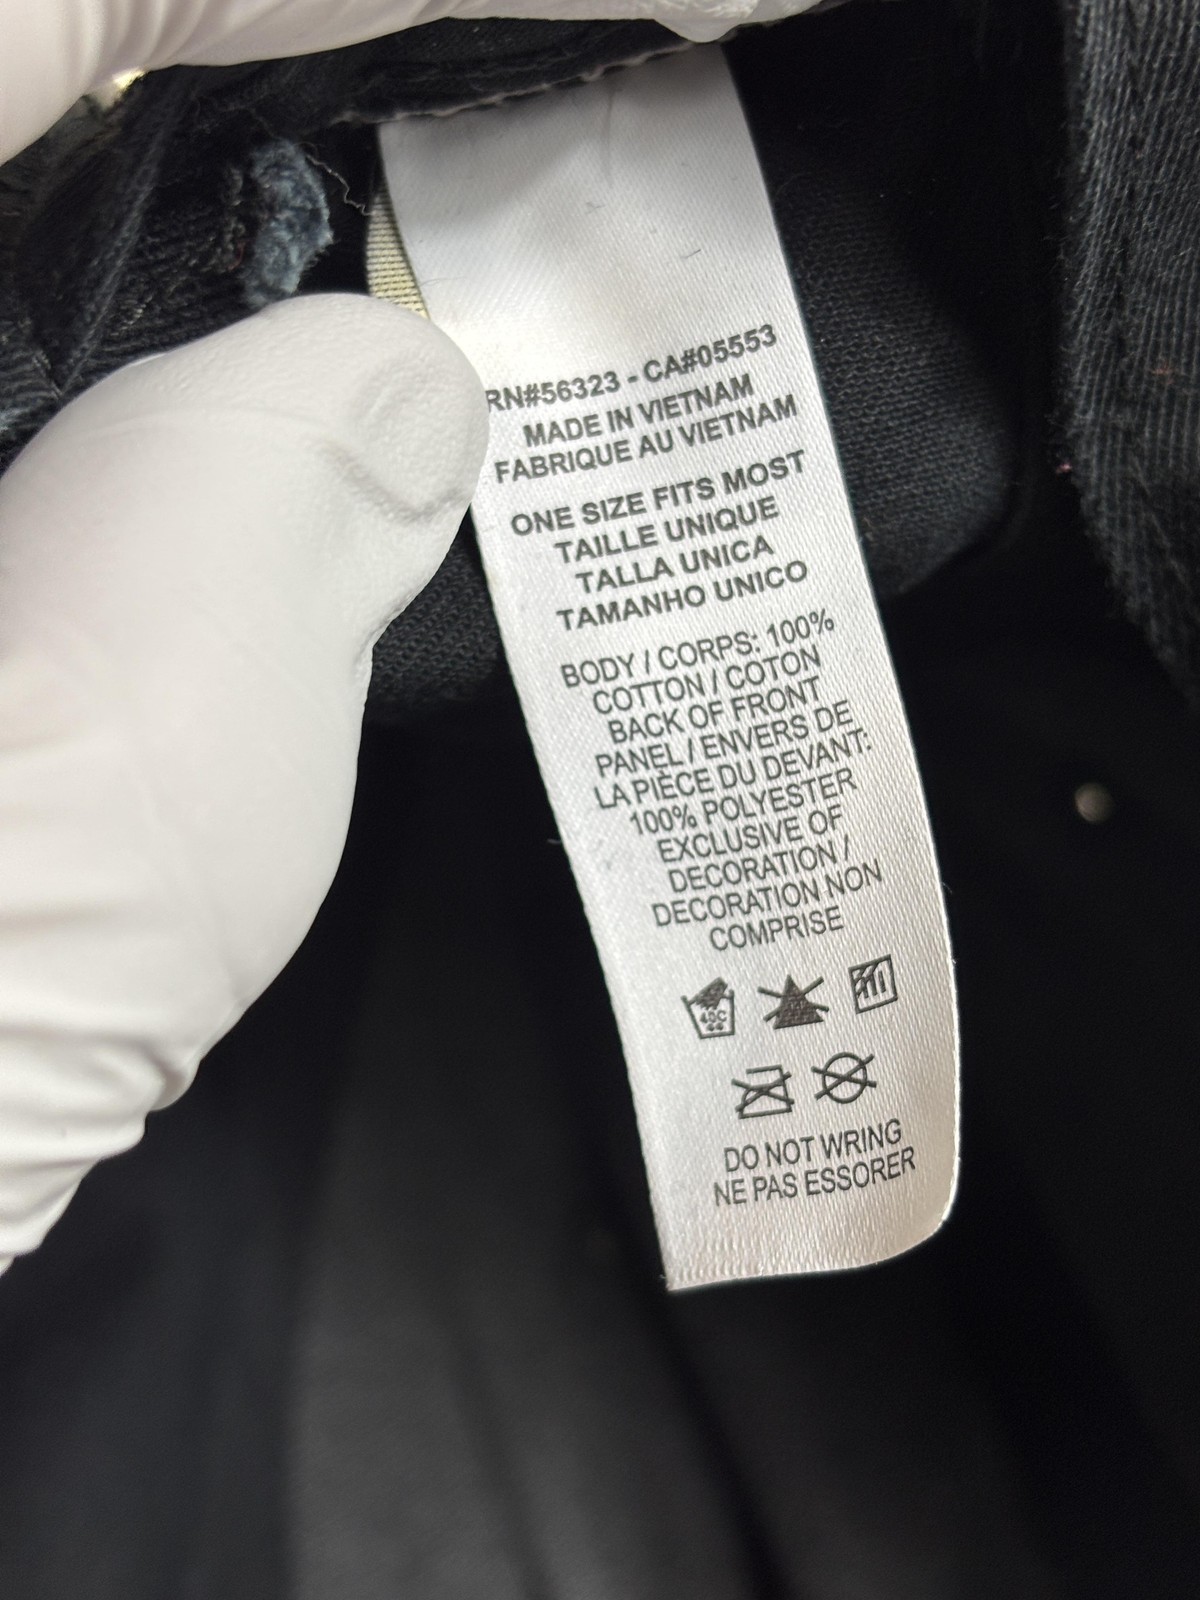 RN#56323 - CA#05553
MADE IN VIETNAM
FABRIQUE AU VIETNAM
ONE SIZE FITS MOST
TAILLE UNIQUE
TALLA UNICA
TAMANHO UNICO
BODY / CORPS: 100%
COTTON / COTON
BACK OF FRONT
PANEL / ENVERS DE
LA PIÈCE DU DEVANT:
100% POLYESTER
EXCLUSIVE OF
DECORATION /
DECORATION NON
COMPRISE
40C
DO NOT WRING
NE PAS ESSORER